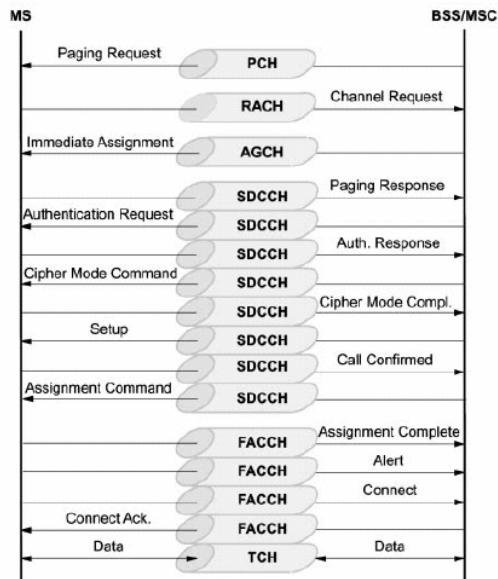 MS BSS/MSC
Paging Request PCH
RACH Channel Request
Immediate Assignment AGCH
SDCCH Paging Response
Authentication Request SDCCH
SDCCH Auth. Response
Cipher Mode Command SDCCH
SDCCH Cipher Mode Compl.
Setup SDCCH
SDCCH Call Confirmed
Assignment Command SDCCH
FACCH Assignment Complete
FACCH Alert
FACCH Connect
Connect Ack. FACCH
Data TCH Data